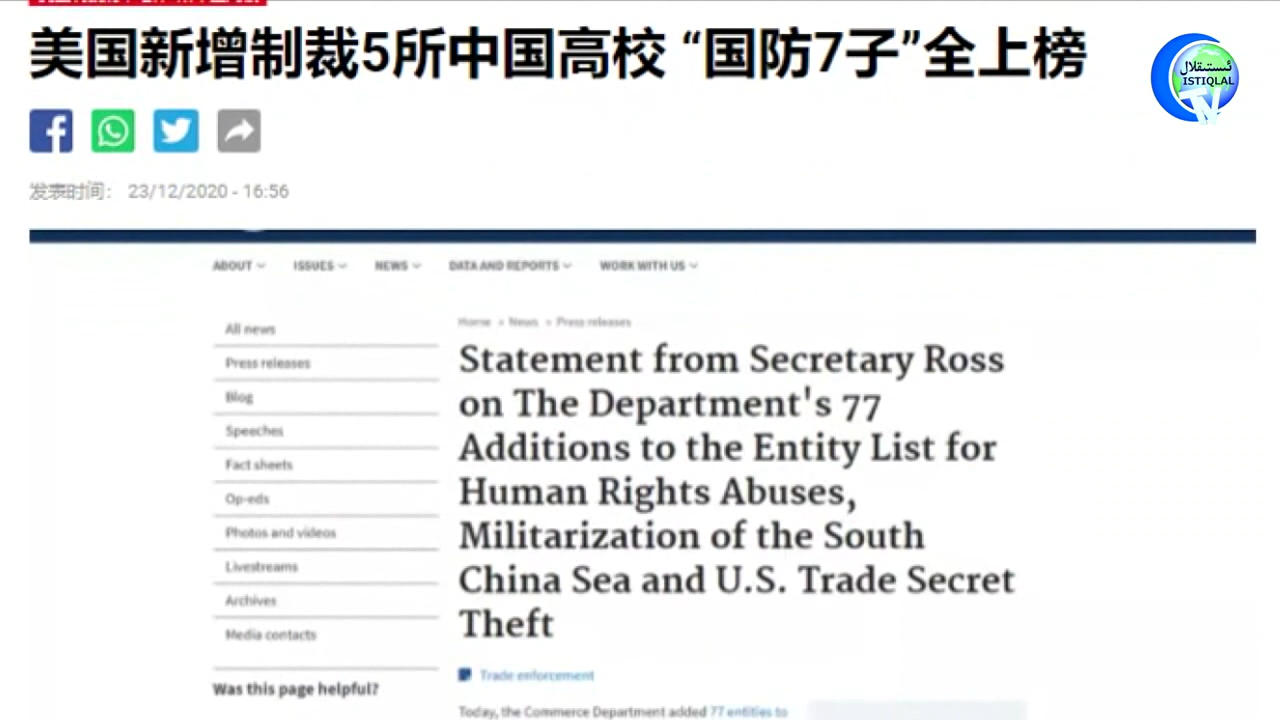 美国新增制裁5所中国高校 “国防7子”全上榜
ئىستىقلال
ISTIQLAL
TV
发表时间： 23/12/2020 - 16:56
ABOUT ISSUES NEWS DATA AND REPORTS WORK WITH US
Home > News > Press releases
All news
Press releases
Blog
Speeches
Fact sheets
Op-eds
Photos and videos
Livestreams
Archives
Media contacts
Was this page helpful?
Statement from Secretary Ross
on The Department's 77
Additions to the Entity List for
Human Rights Abuses,
Militarization of the South
China Sea and U.S. Trade Secret
Theft
Trade enforcement
Today, the Commerce Department added 77 entities to